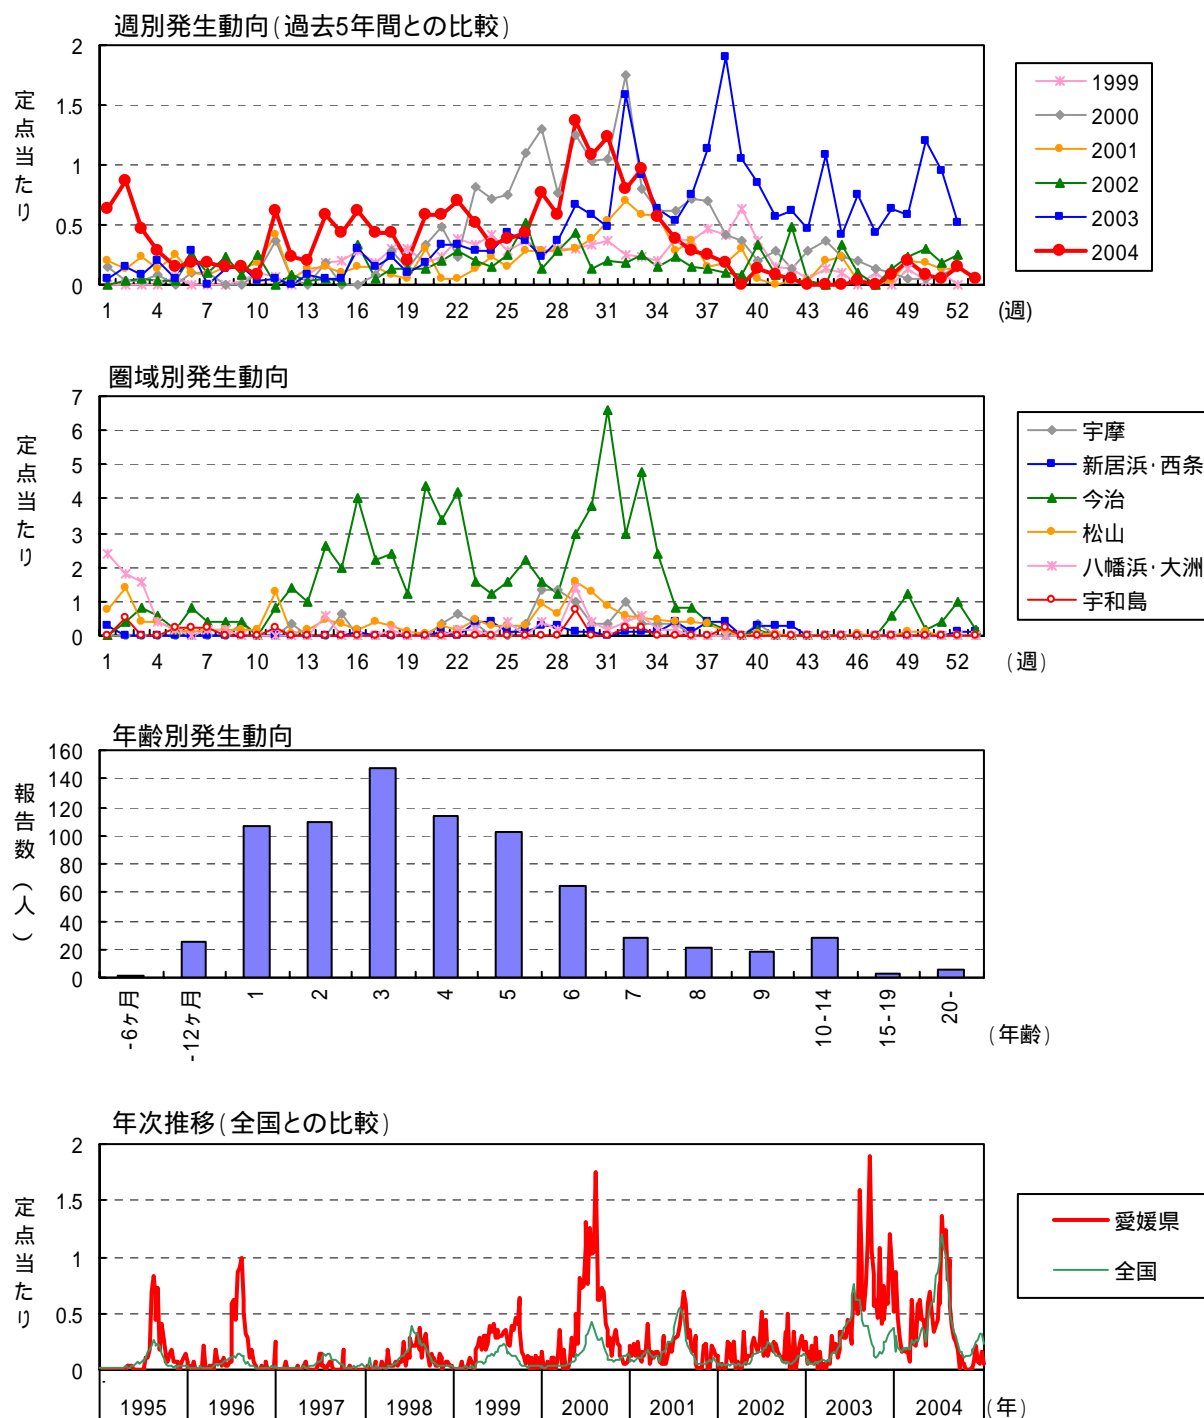 週別発生動向(過去5年間との比較)
定点当たり
2
1.5
1
0.5
0
1 4 7 10 13 16 19 22 25 28 31 34 37 40 43 46 49 52 (週)
1999
2000
2001
2002
2003
2004
圏域別発生動向
定点当たり
7
6
5
4
3
2
1
0
1 4 7 10 13 16 19 22 25 28 31 34 37 40 43 46 49 52 (週)
宇摩
新居浜・西条
今治
松山
八幡浜・大洲
宇和島
年齢別発生動向
報告数(人)
160
140
120
100
80
60
40
20
0
-6ヶ月 -12ヶ月 1 2 3 4 5 6 7 8 9 10-14 15-19 20-
(年齢)
年次推移(全国との比較)
定点当たり
2
1.5
1
0.5
0
1995 1996 1997 1998 1999 2000 2001 2002 2003 2004 (年)
愛媛県
全国